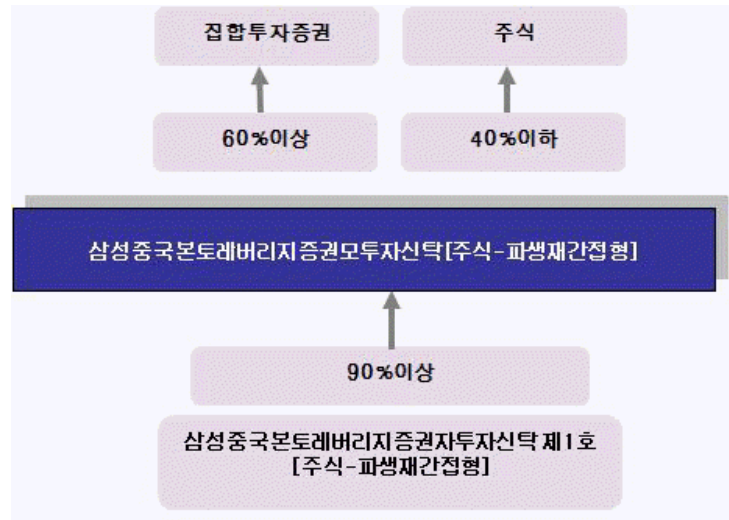 집합투자증권 주식
60%이상 40%이하
삼성중국본토레버리지증권모투자신탁[주식-파생재간접형]
90%이상
삼성중국본토레버리지증권자투자신탁 제1호
[주식-파생재간접형]